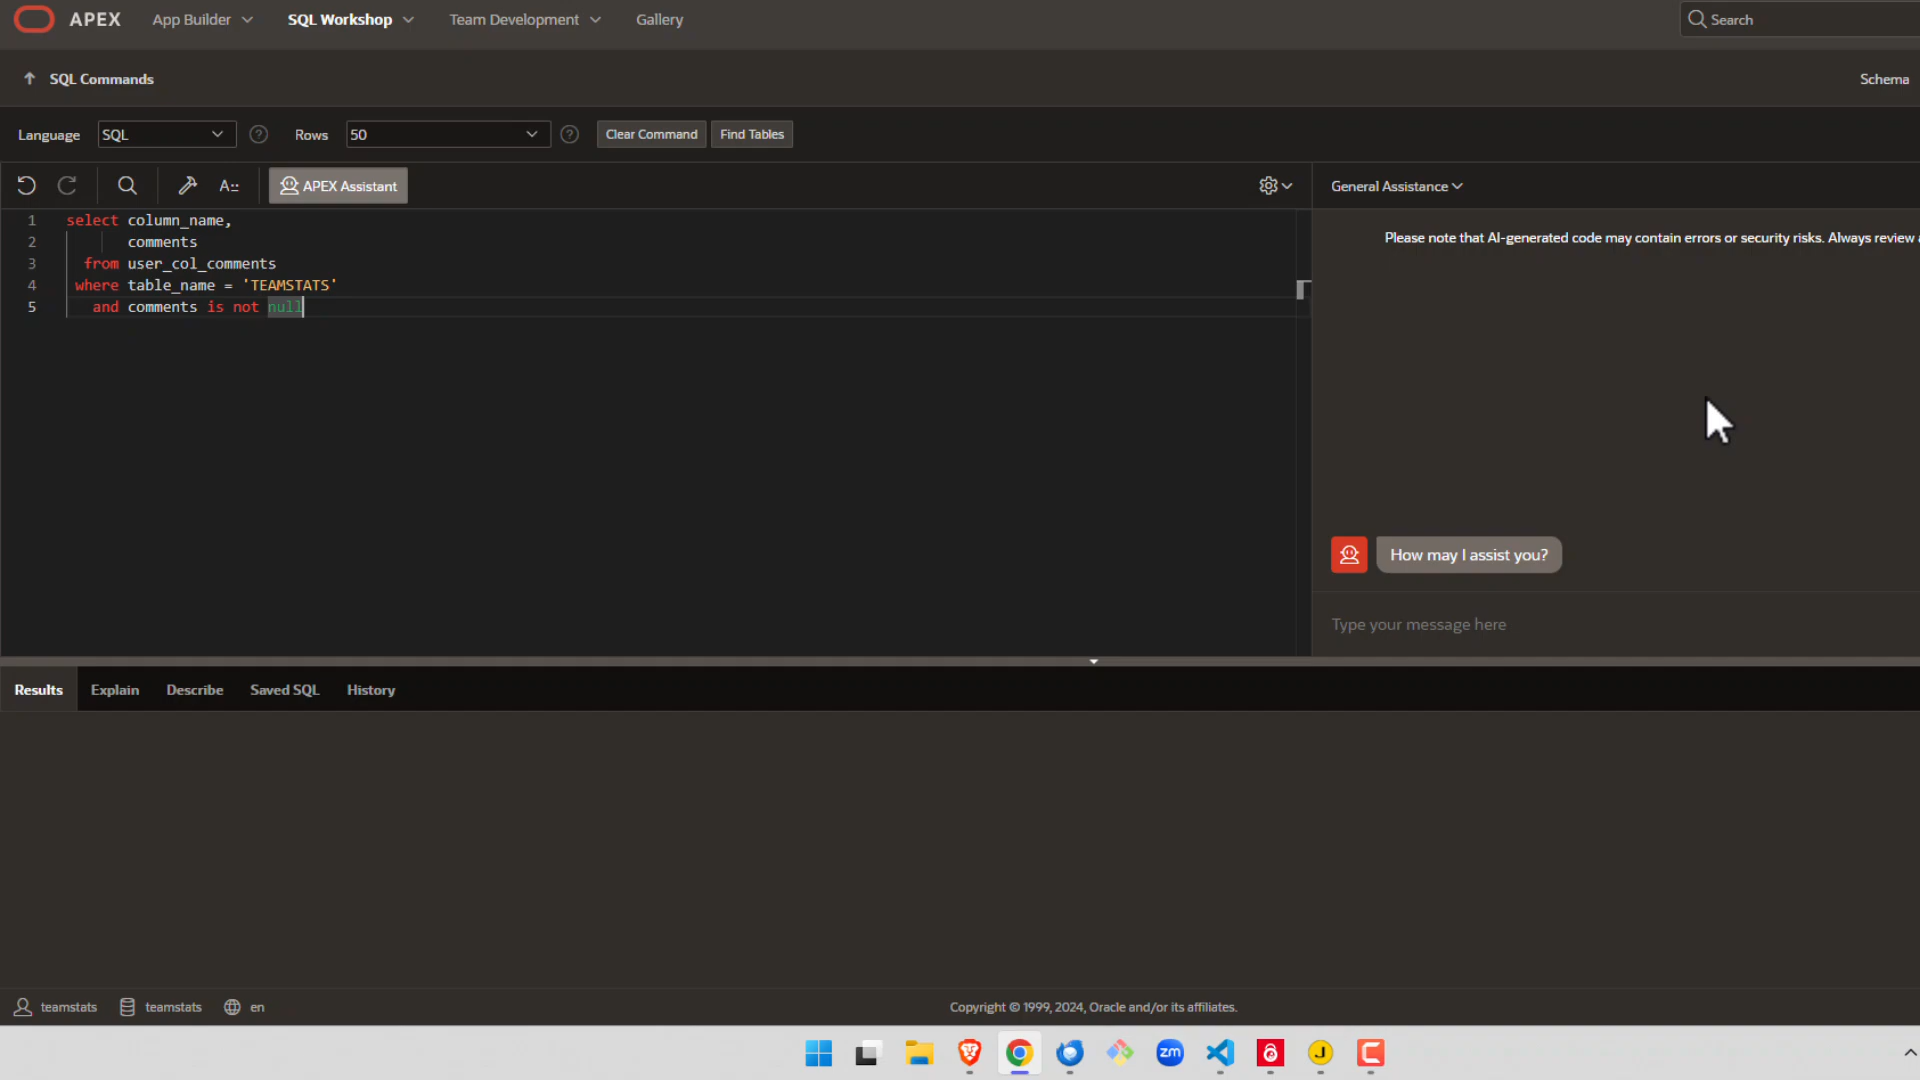 APEX App Builder SQL Workshop Team Development Gallery Search
SQL Commands Schema
Language SQL Rows 50 Clear Command Find Tables
A:: APEX Assistant General Assistance
Please note that AI-generated code may contain errors or security risks. Always review
1 select column_name,
2 comments
3 from user_col_comments
4 where table_name = 'TEAMSTATS'
5 and comments is not null
How may I assist you?
Type your message here
Results Explain Describe Saved SQL History
teamstats teamstats en Copyright © 1999, 2024, Oracle and/or its affiliates.
zm J C